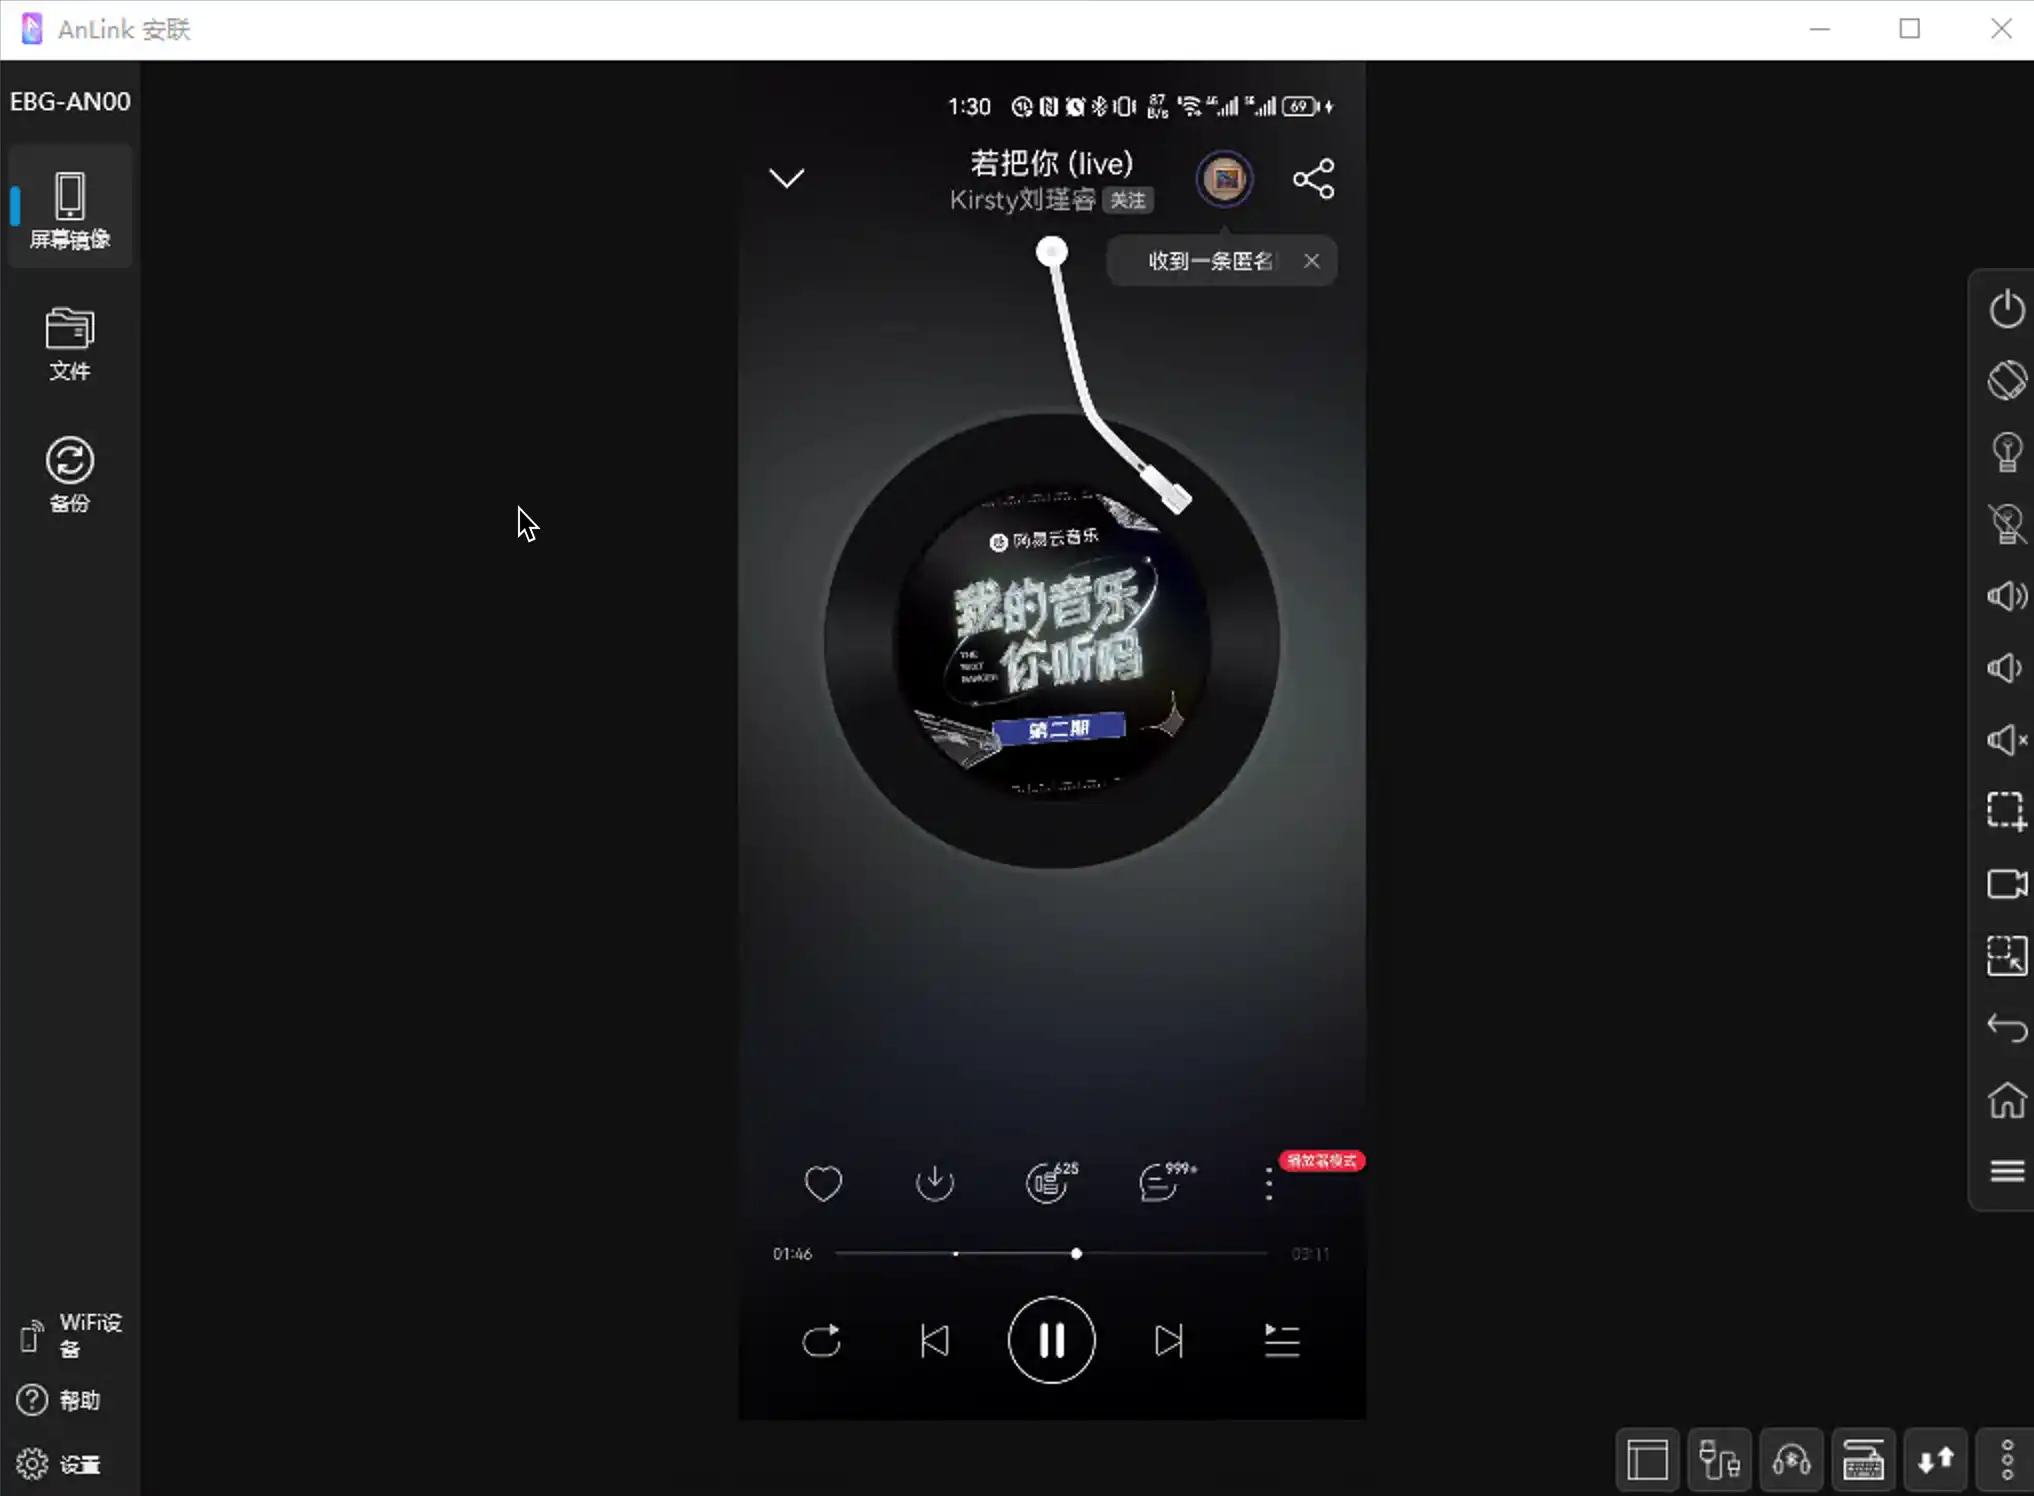 AnLink 安联
EBG-AN00
屏幕镜像
文件
备份
WiFi设
备
帮助
设置
1:30
87
B/s
69
若把你 (live)
Kirsty刘瑾睿 关注
收到一条匿名
网易云音乐
我的音乐
你听吗
THE
NEXT
第二期
625
999+
播放器模式
01:46
03:11